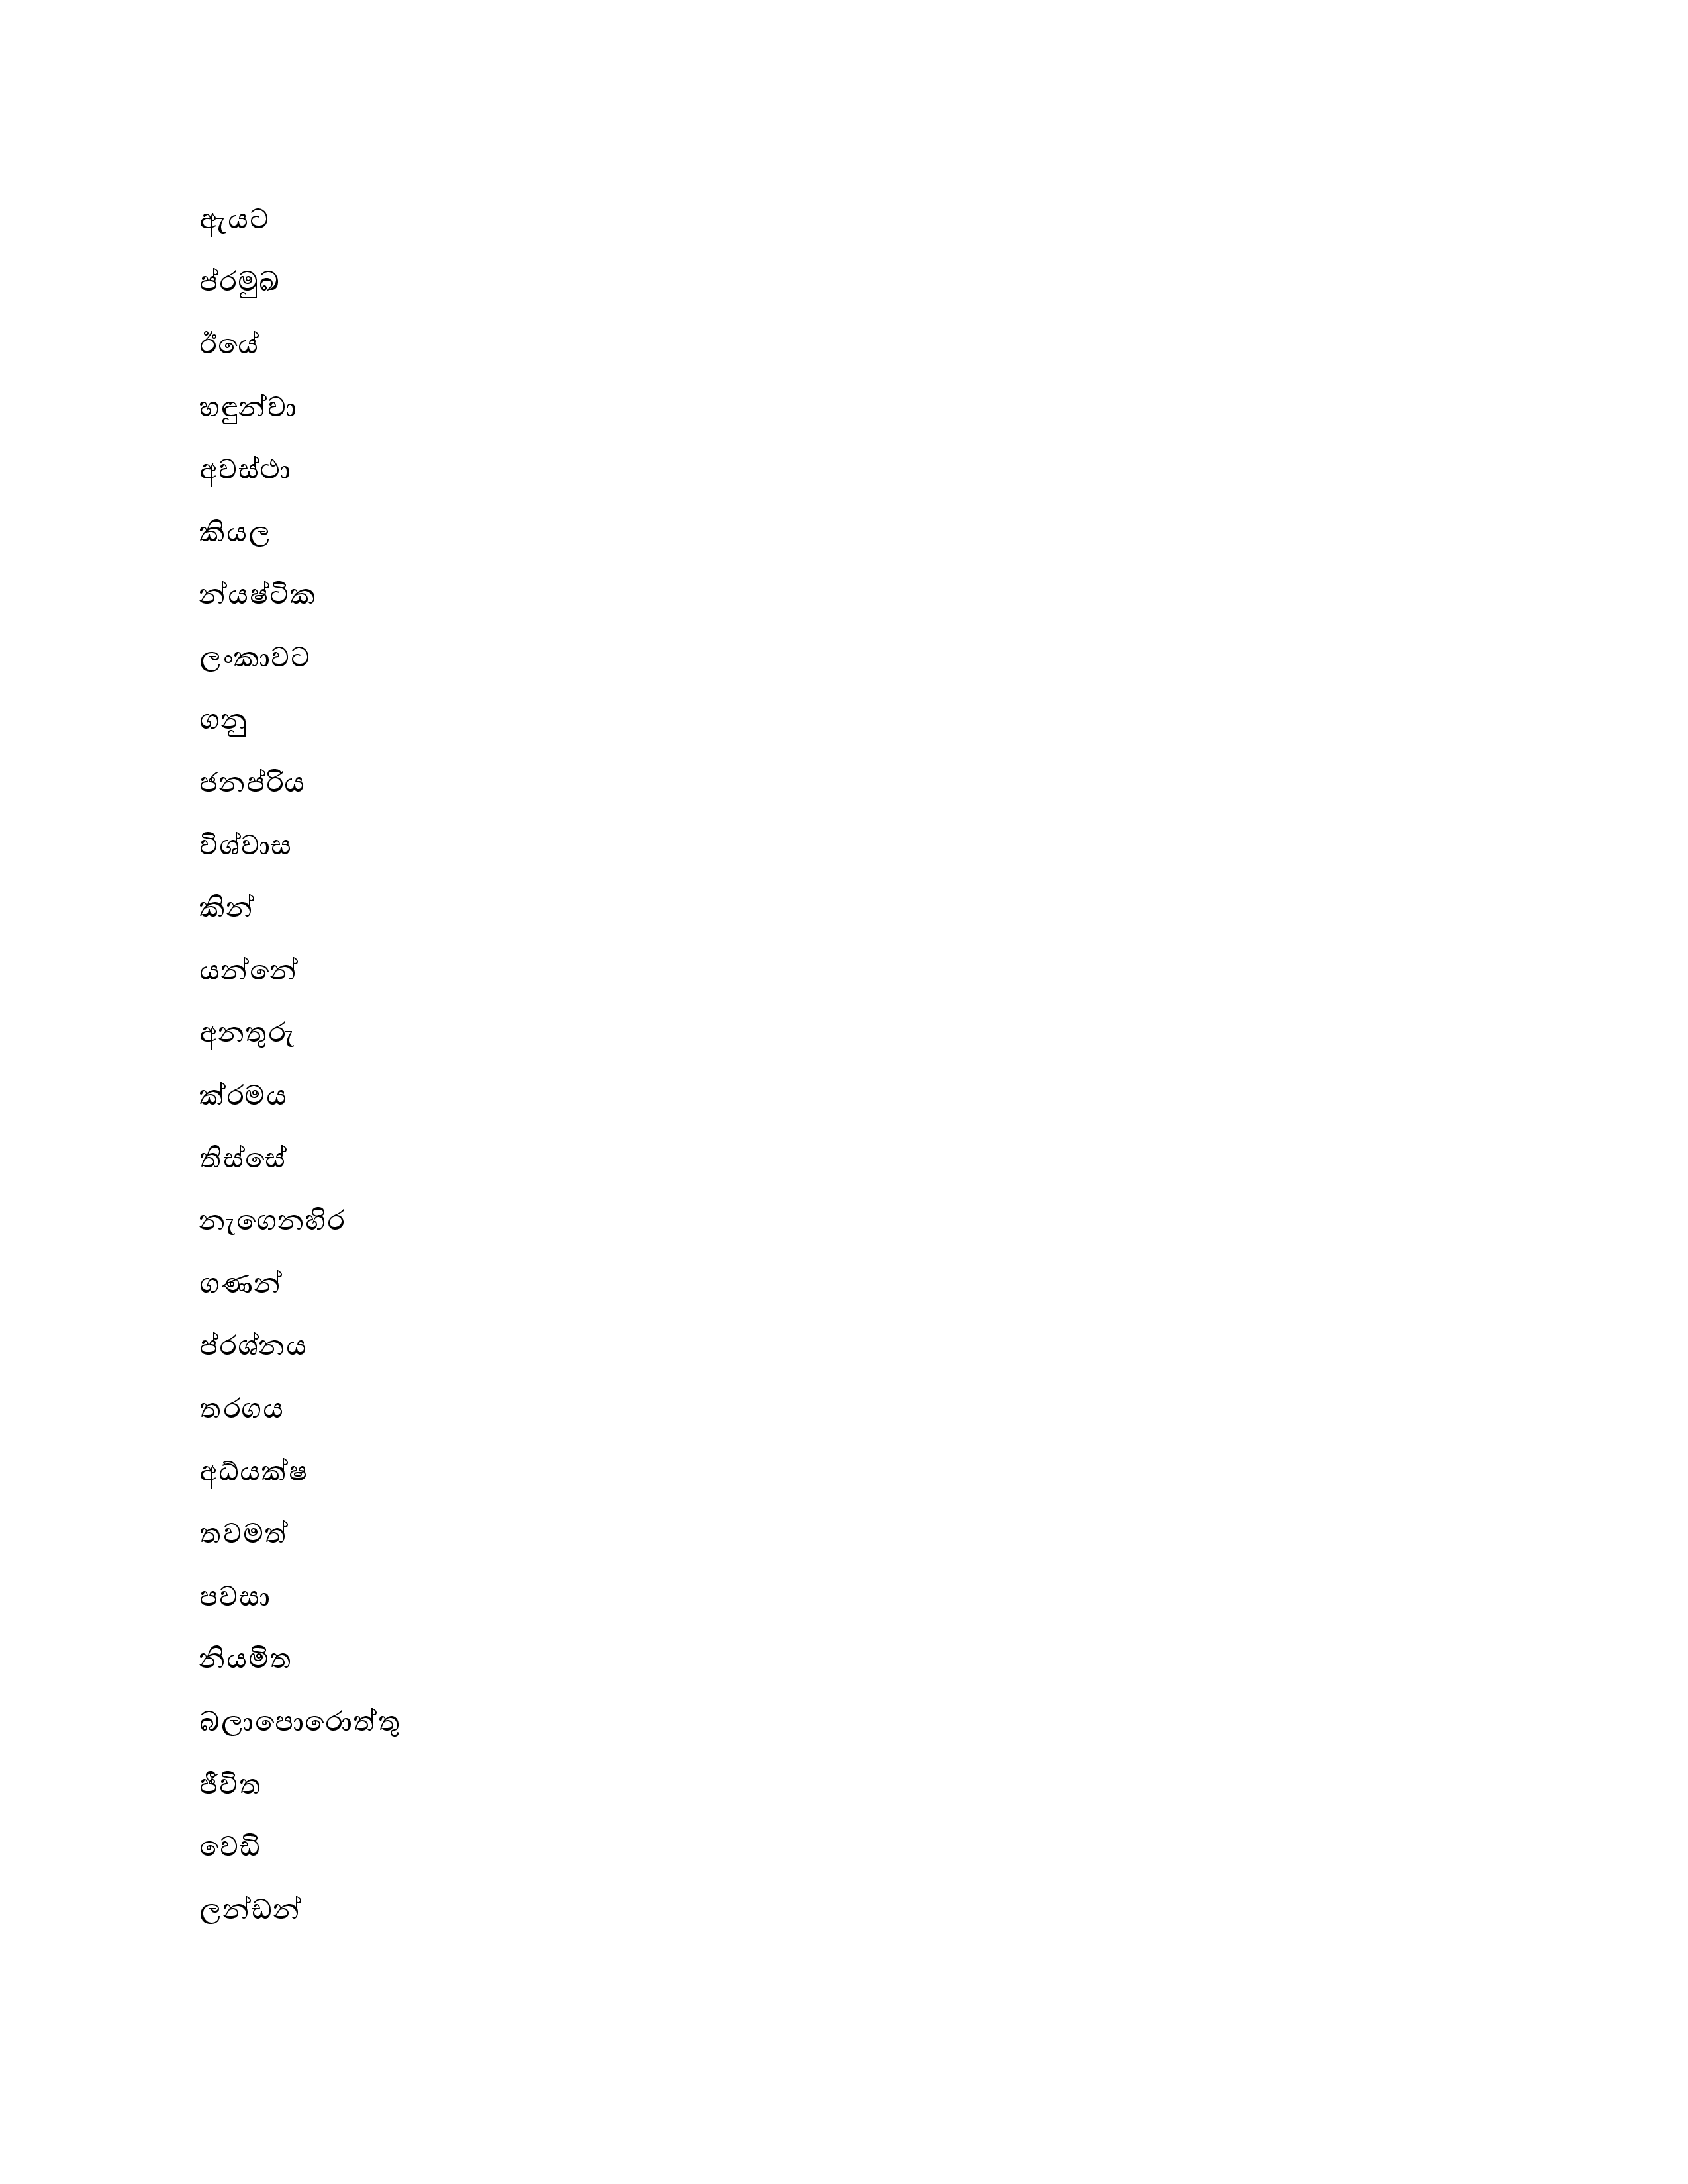 ඇයට
ප්රමුඛ
ඊයේ
හඳුන්වා
අවස්ථා
කියල
න්යෂ්ටික
ලංකාවට
ගනු
ජනප්රිය
විශ්වාස
කින්
යන්නේ
අනතුරු
ක්රමය
තිස්සේ
නැගෙනහිර
ගණන්
ප්රශ්නය
තරගය
අධ්යක්ෂ
තවමත්
පවසා
නියමිත
බලාපොරොත්තු
ජීවිත
වෙඩි
ලන්ඩන්